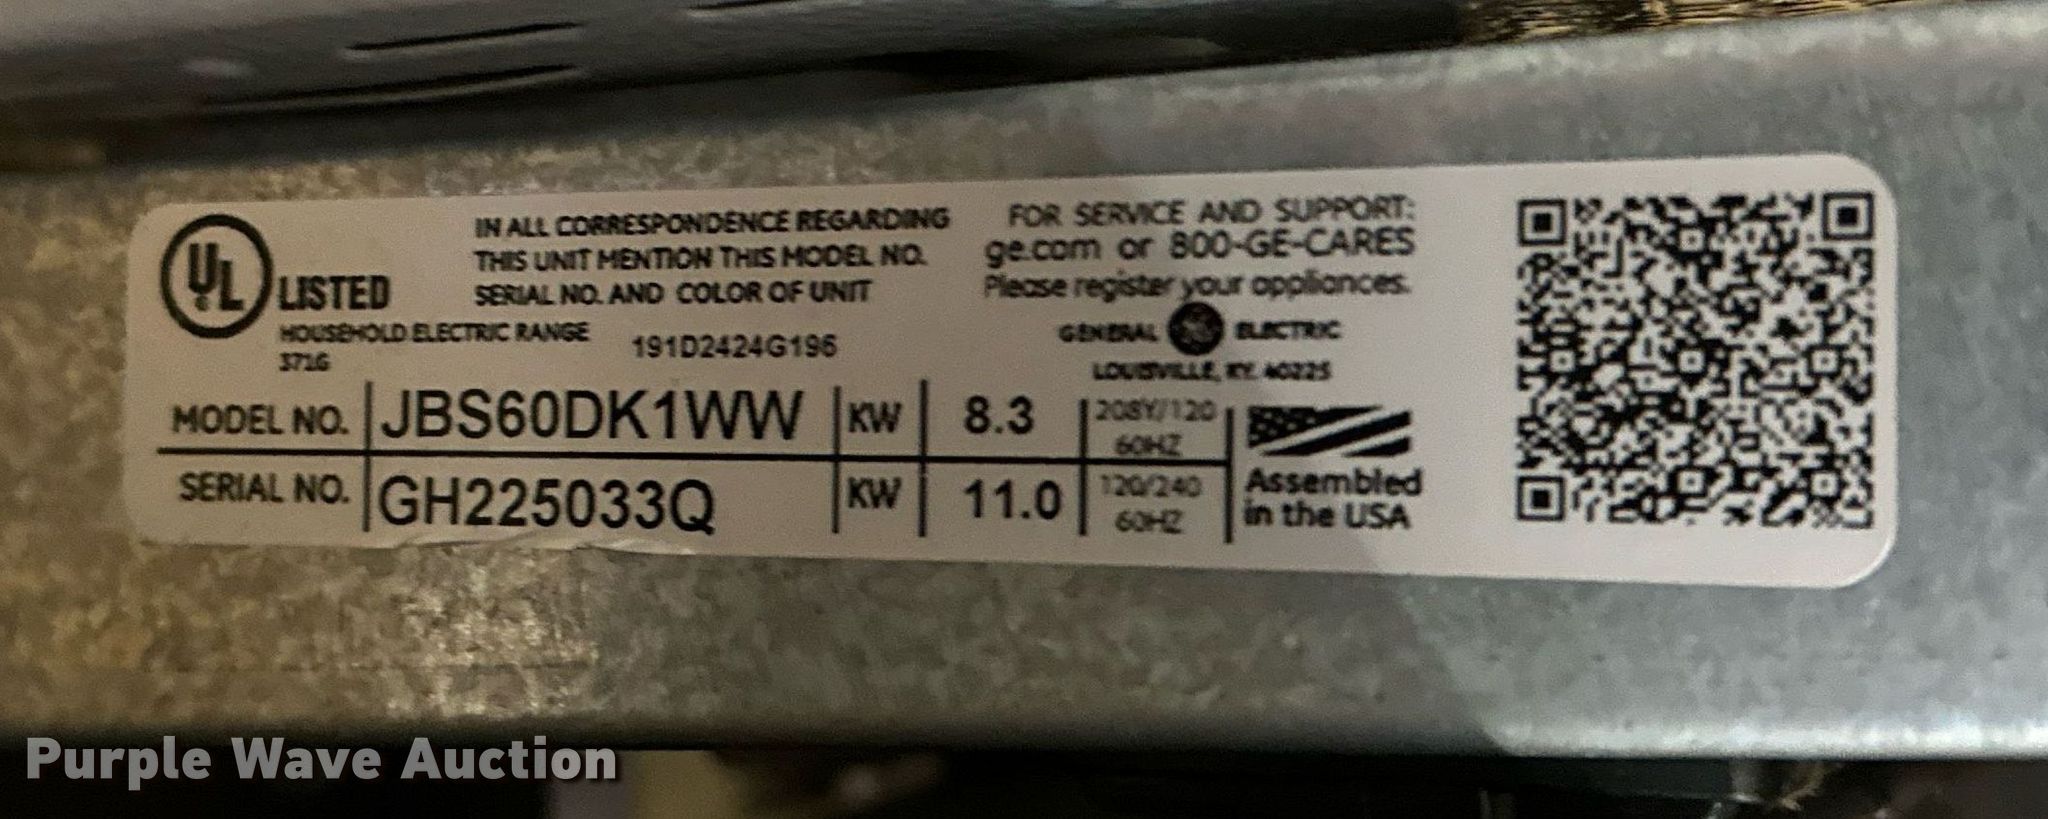 UL LISTED
HOUSEHOLD ELECTRIC RANGE
371G
IN ALL CORRESPONDENCE REGARDING
THIS UNIT MENTION THIS MODEL NO.
SERIAL NO. AND COLOR OF UNIT
191D2424G196
FOR SERVICE AND SUPPORT:
ge.com or 800-GE-CARES
Please register your appliances.
GENERAL GE ELECTRIC
LOUISVILLE, KY. 40225
MODEL NO. JBS60DK1WW KW 8.3 208Y/120 60HZ
SERIAL NO. GH225033Q KW 11.0 120/240 60HZ
Assembled
in the USA
Purple Wave Auction